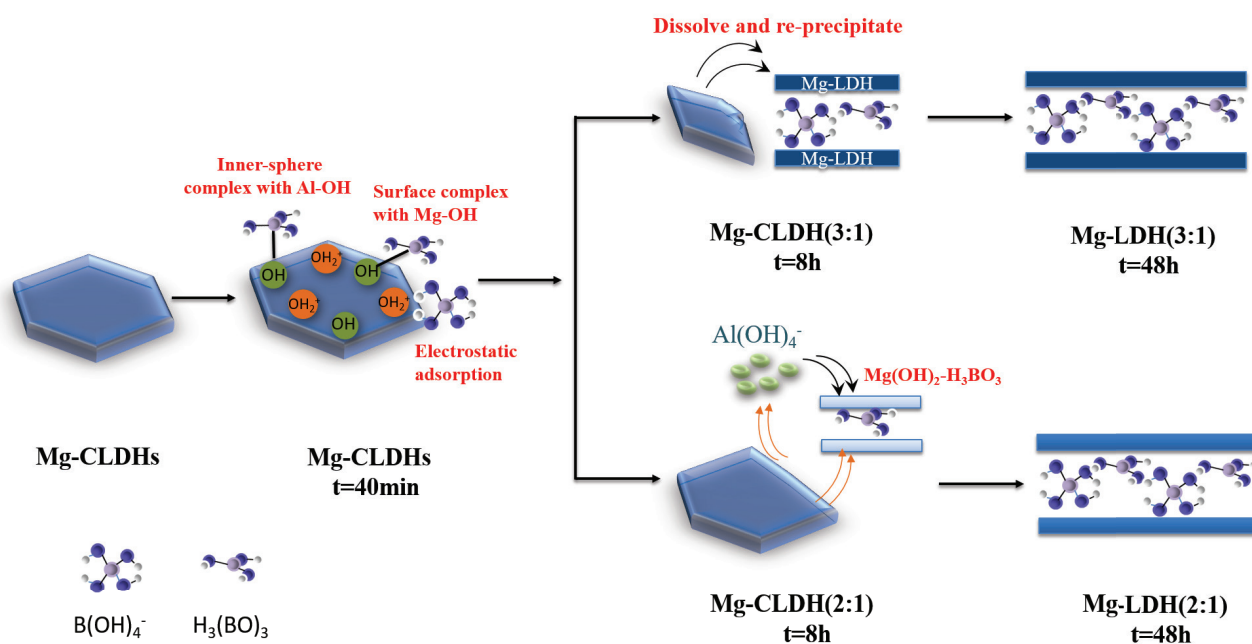 Dissolve and re-precipitate
Mg-LDH
Mg-LDH
Inner-sphere
complex with Al-OH
Surface complex
with Mg-OH
OH
OH₂⁺
OH
OH₂⁺
OH₂⁺
OH
Electrostatic
adsorption
Mg-CLDH(3:1)
t=8h
Mg-LDH(3:1)
t=48h
Al(OH)₄⁻
Mg(OH)₂-H₃BO₃
Mg-CLDHs
Mg-CLDHs
t=40min
Mg-CLDH(2:1)
t=8h
Mg-LDH(2:1)
t=48h
B(OH)₄⁻
H₃(BO)₃